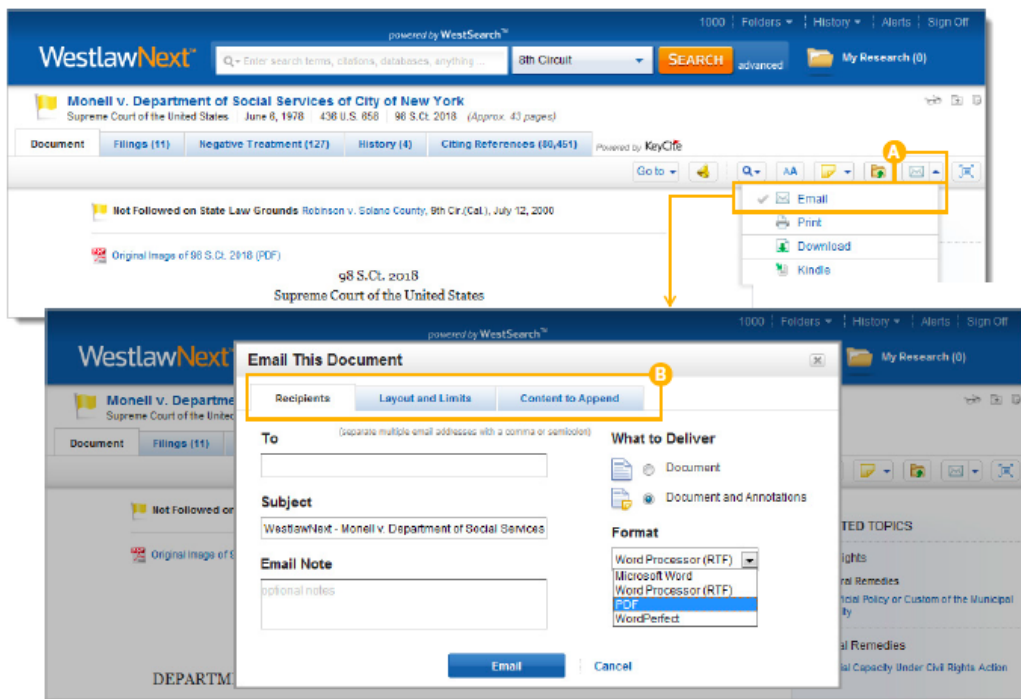 1000 Folders History Alerts Sign Off
powered by WestSearch™
WestlawNext™
Enter search terms, citations, databases, anything ...
8th Circuit
SEARCH
advanced
My Research (0)
Monell v. Department of Social Services of City of New York
Supreme Court of the United States June 6, 1978 436 U.S. 658 98 S.Ct. 2018 (Approx. 43 pages)
Document Filings (11) Negative Treatment (127) History (4) Citing References (80,451) Powered by KeyCite
A
Go to AA
Not Followed on State Law Grounds Robinson v. Solano County, 9th Cir.(Cal.), July 12, 2000
Email
Print
Download
Kindle
Original Image of 98 S.Ct. 2018 (PDF)
98 S.Ct. 2018
Supreme Court of the United States
1000 Folders History Alerts Sign Off
powered by WestSearch™
WestlawNext
My Research (0)
Monell v. Departme
Supreme Court of the United
Document Filings (11)
Not Followed or
Original Image of 9
DEPARTM
Email This Document
B
Recipients Layout and Limits Content to Append
To
(separate multiple email addresses with a comma or semicolon)
Subject
WestlawNext - Monell v. Department of Social Services
Email Note
optional notes
What to Deliver
Document
Document and Annotations
Format
Word Processor (RTF)
Microsoft Word
Word Processor (RTF)
PDF
WordPerfect
Email Cancel
TED TOPICS
ights
ral Remedies
ficial Policy or Custom of the Municipal
ity
al Remedies
ial Capacity Under Civil Rights Action